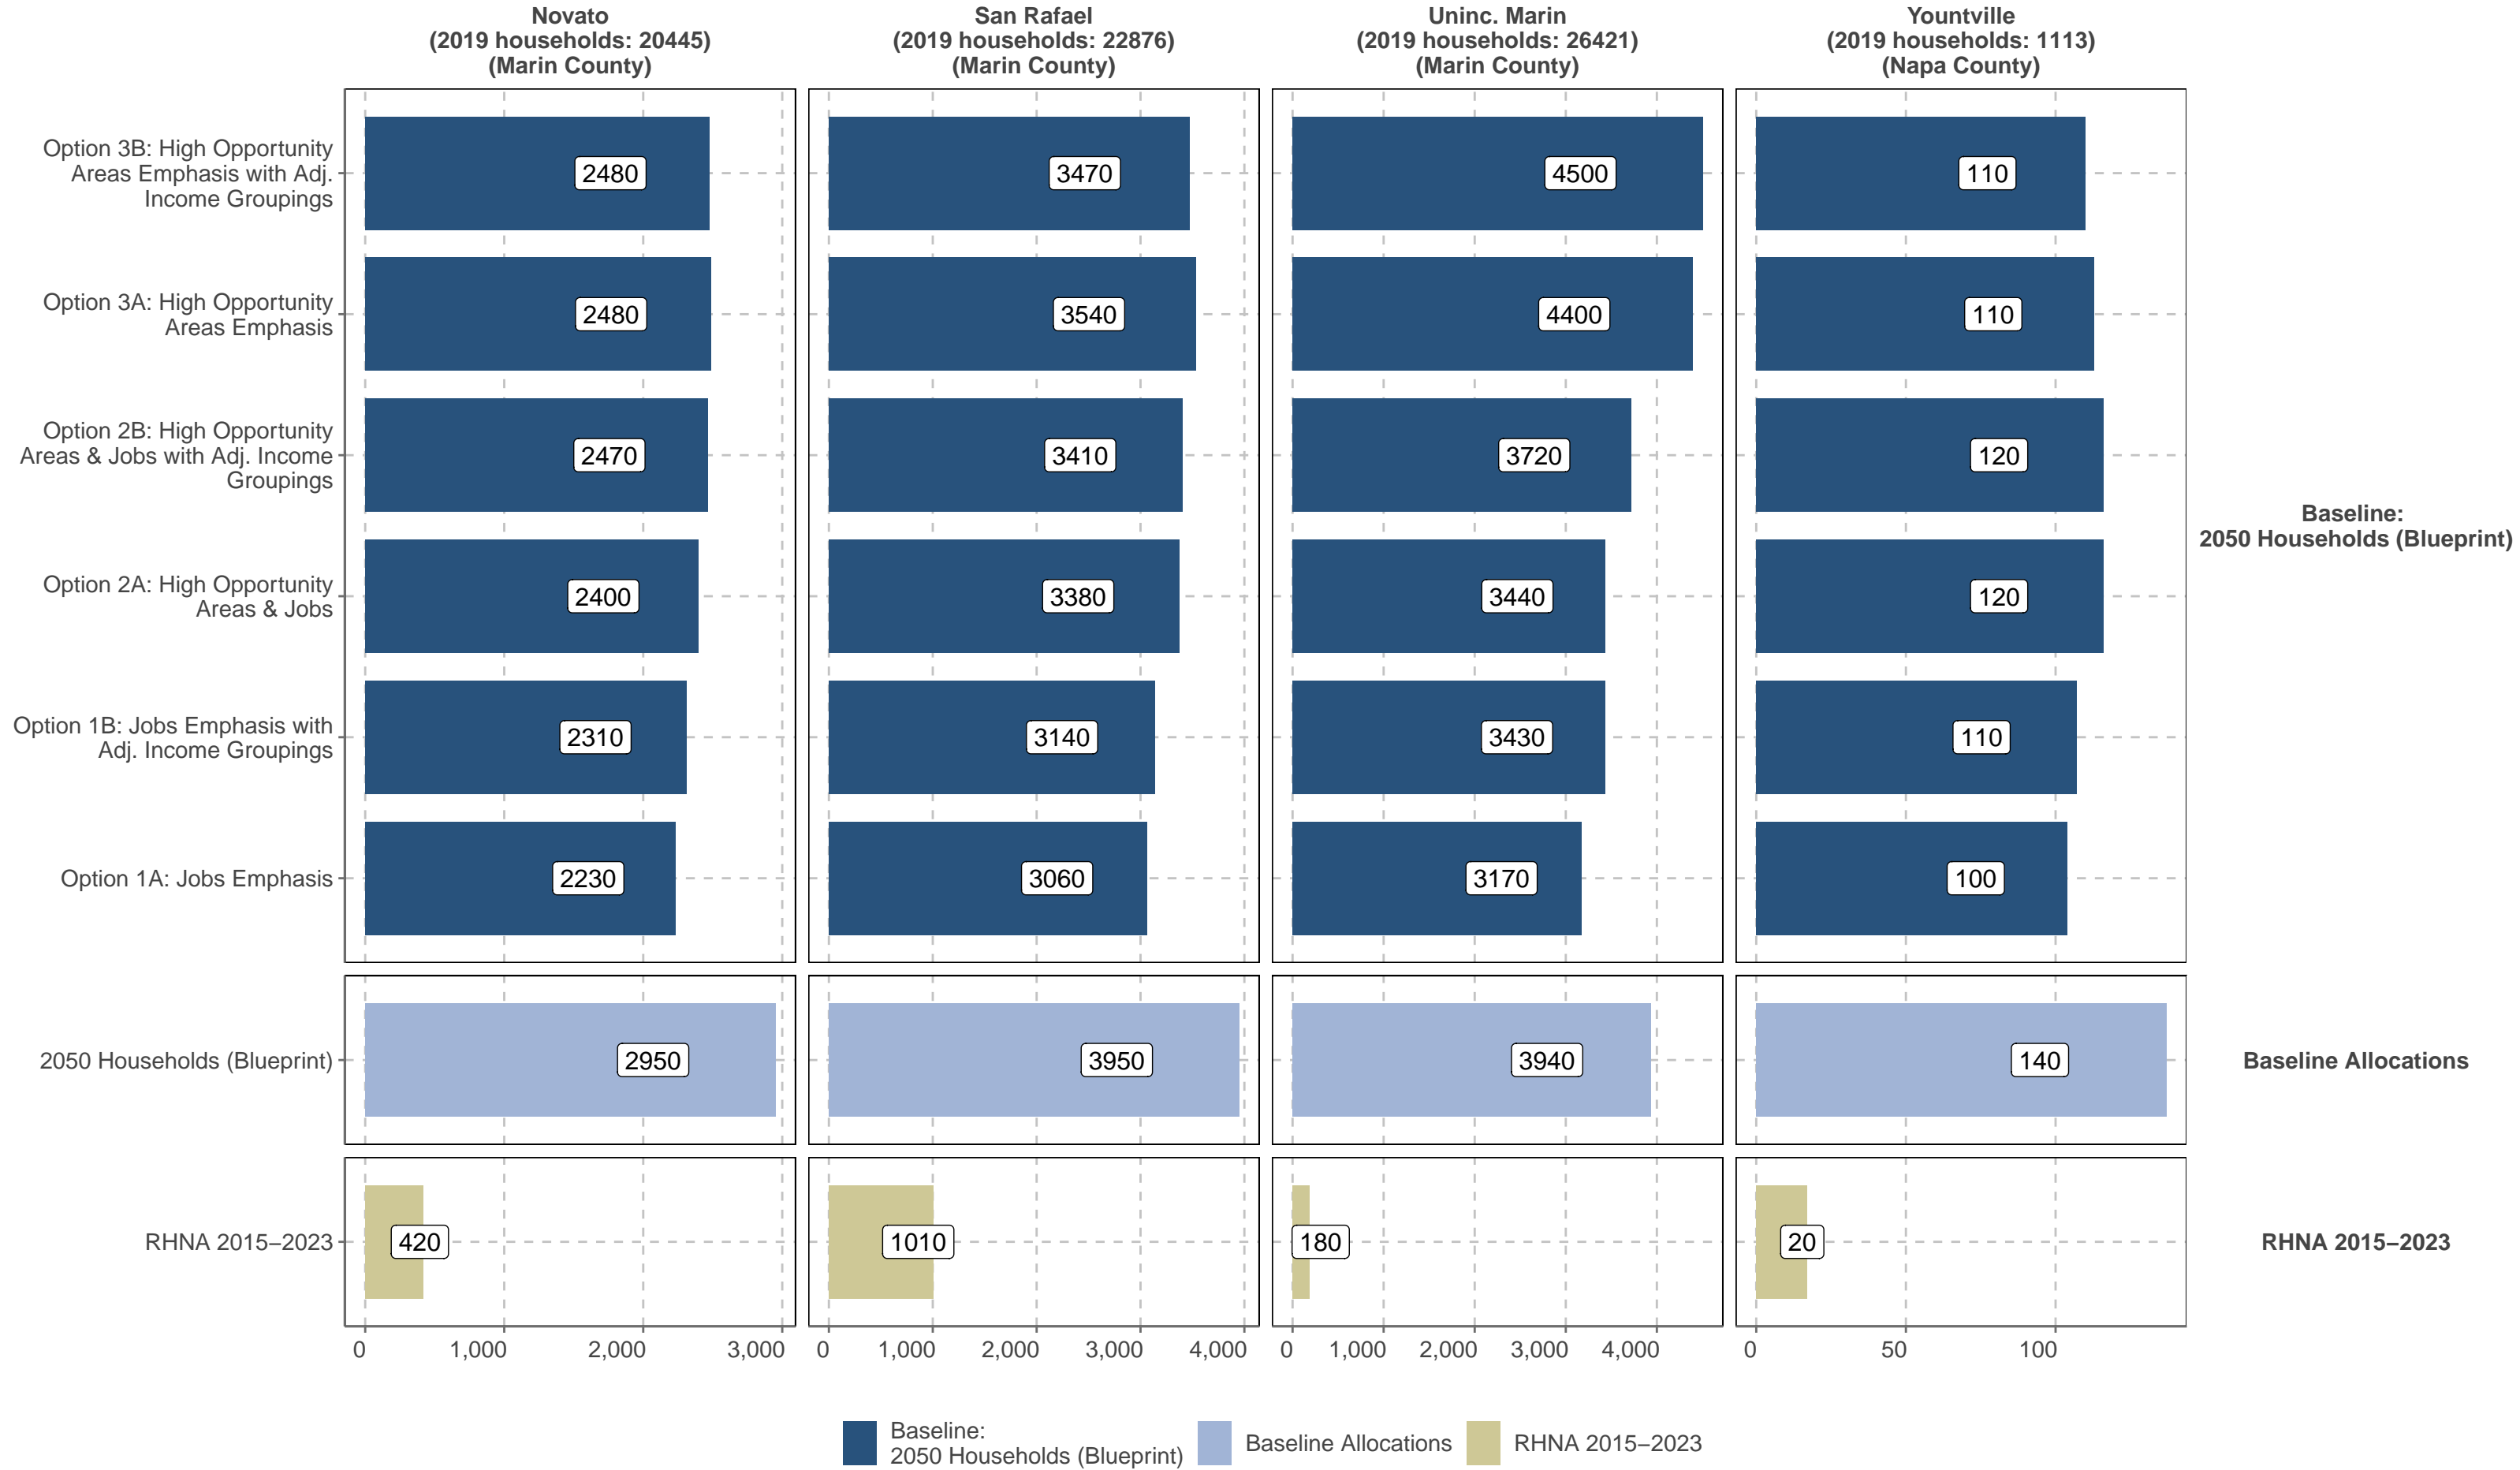 Novato
(2019 households: 20445)
(Marin County)
San Rafael
(2019 households: 22876)
(Marin County)
Uninc. Marin
(2019 households: 26421)
(Marin County)
Yountville
(2019 households: 1113)
(Napa County)
Option 3B: High Opportunity
Areas Emphasis with Adj.
Income Groupings
2480
3470
4500
110
Option 3A: High Opportunity
Areas Emphasis
2480
3540
4400
110
Option 2B: High Opportunity
Areas & Jobs with Adj. Income
Groupings
2470
3410
3720
120
Baseline:
2050 Households (Blueprint)
Option 2A: High Opportunity
Areas & Jobs
2400
3380
3440
120
Option 1B: Jobs Emphasis with
Adj. Income Groupings
2310
3140
3430
110
Option 1A: Jobs Emphasis
2230
3060
3170
100
2050 Households (Blueprint)
2950
3950
3940
140
Baseline Allocations
RHNA 2015−2023
420
1010
180
20
RHNA 2015−2023
0 1,000 2,000 3,000
0 1,000 2,000 3,000 4,000
0 1,000 2,000 3,000 4,000
0 50 100
Baseline:
2050 Households (Blueprint)
Baseline Allocations
RHNA 2015−2023